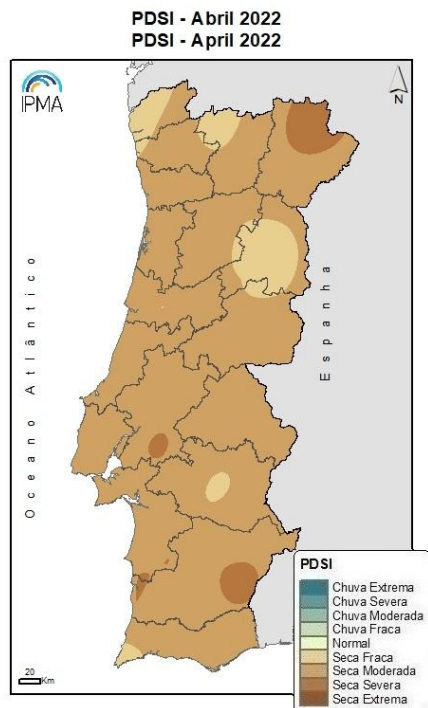 PDSI - Abril 2022
PDSI - April 2022
IPMA
N
Oceano Atlântico
Espanha
PDSI
Chuva Extrema
Chuva Severa
Chuva Moderada
Chuva Fraca
Normal
Seca Fraca
Seca Moderada
Seca Severa
Seca Extrema
20
Km